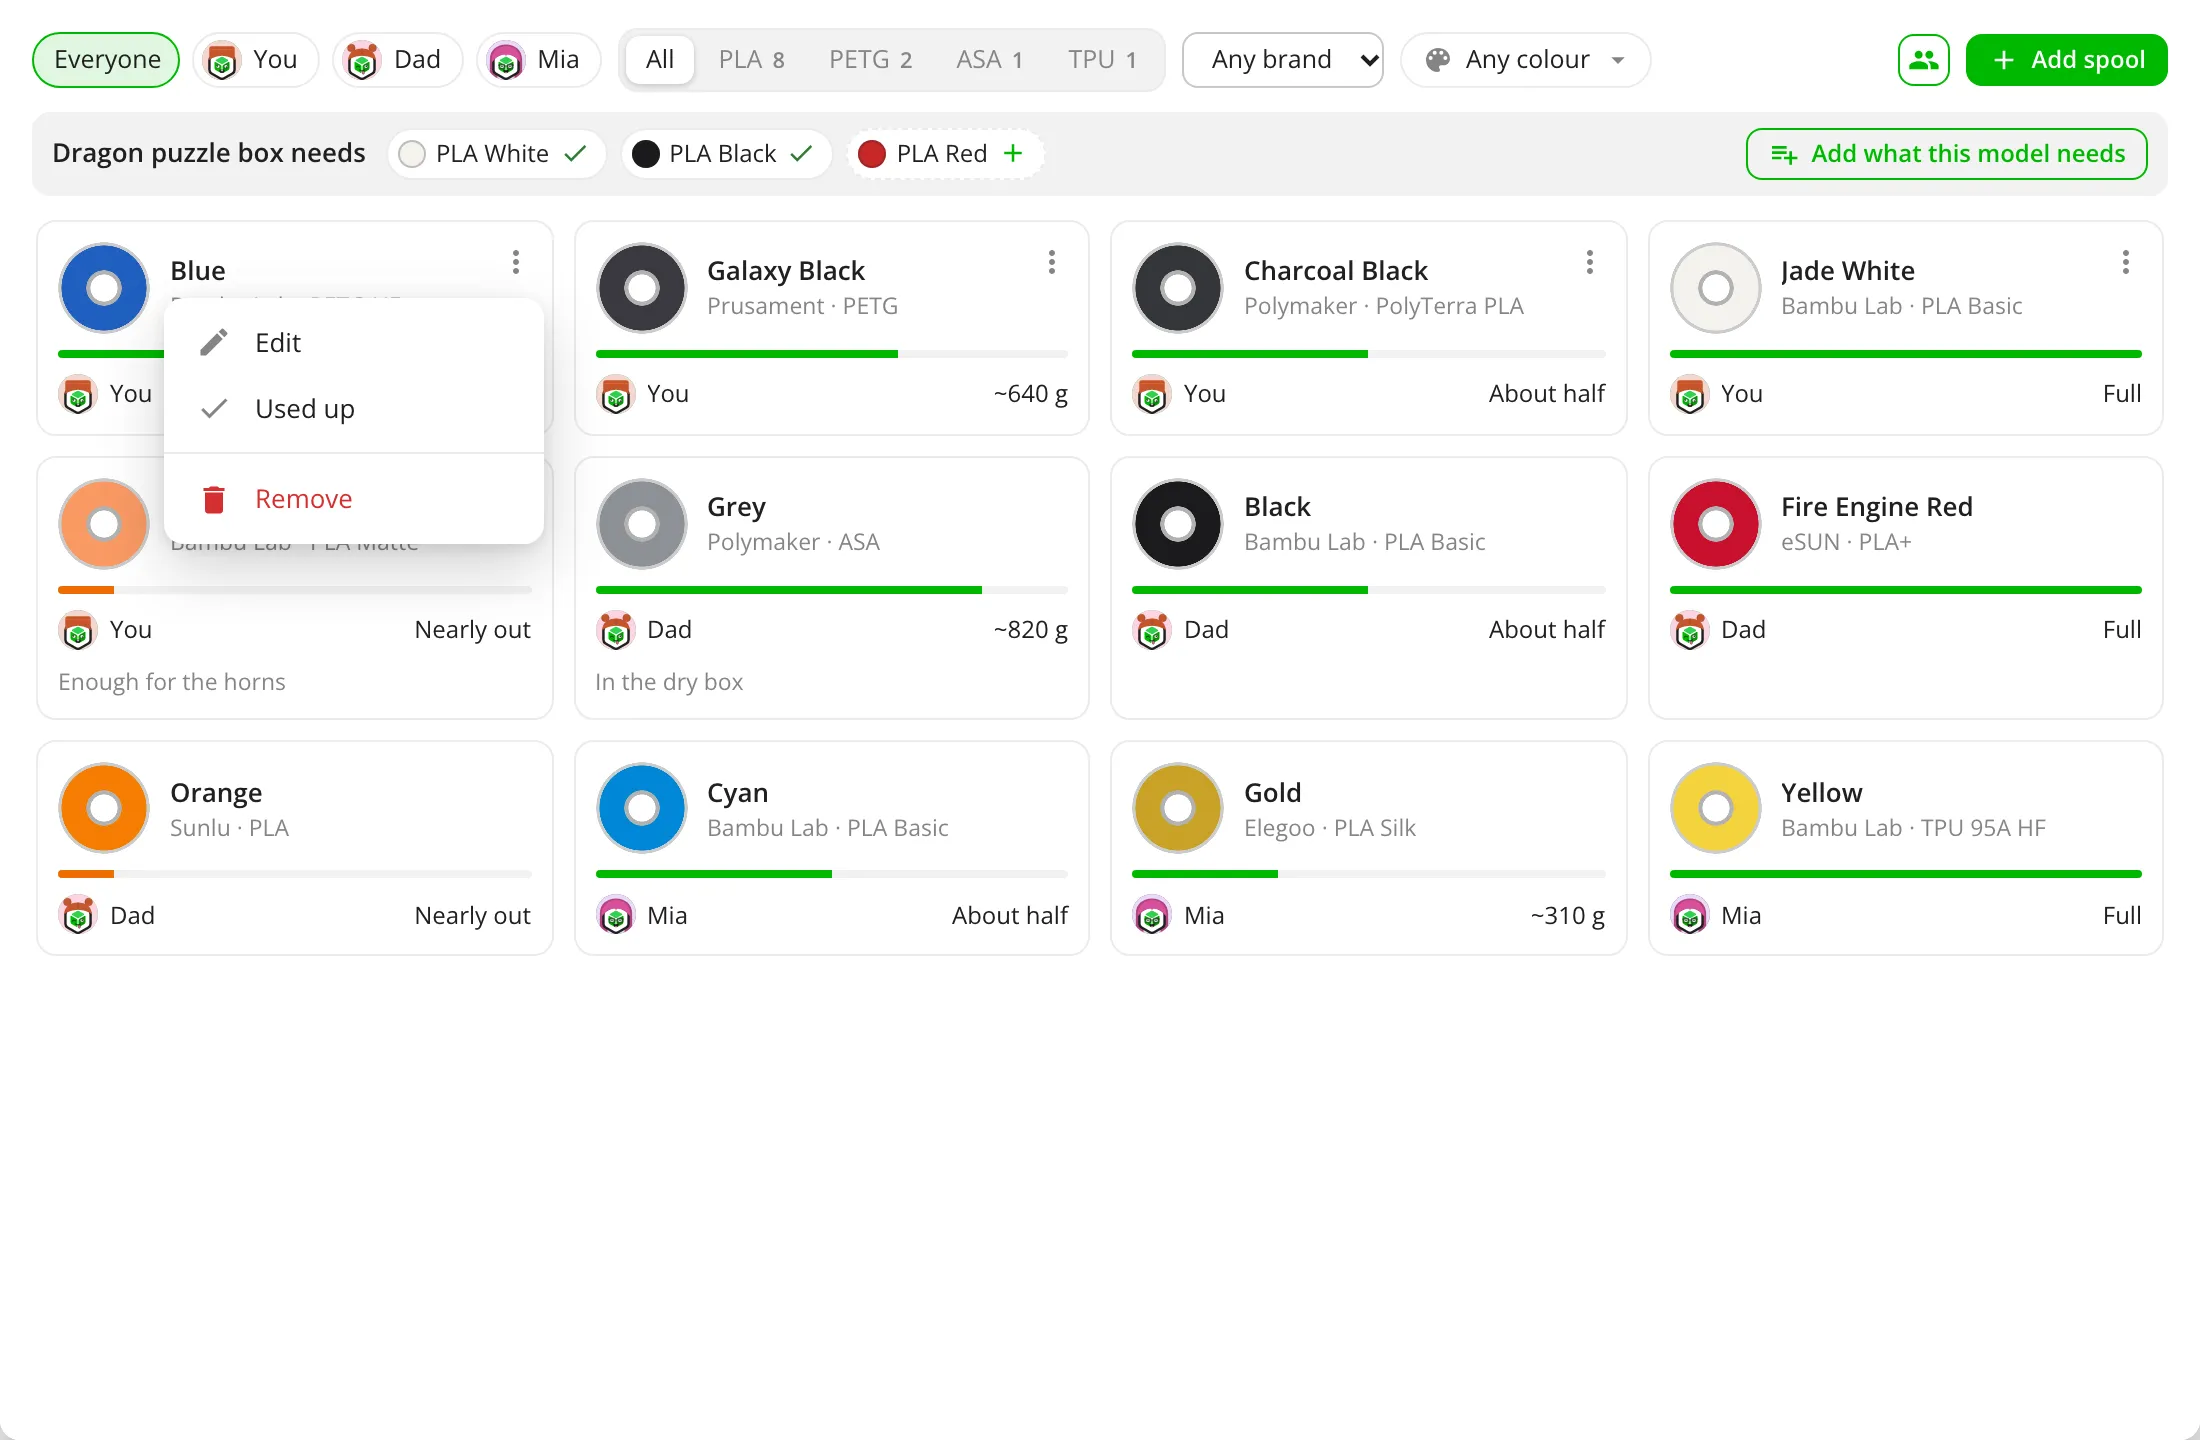 Everyone You Dad Mia All PLA 8 PETG 2 ASA 1 TPU 1 Any brand Any colour Add spool
Dragon puzzle box needs PLA White PLA Black PLA Red Add what this model needs
Blue
Edit
Used up
Remove
You
Galaxy Black
Prusament · PETG
You ~640 g
Charcoal Black
Polymaker · PolyTerra PLA
You About half
Jade White
Bambu Lab · PLA Basic
You Full
Bambu Lab · PLA Matte
You Nearly out
Enough for the horns
Grey
Polymaker · ASA
Dad ~820 g
In the dry box
Black
Bambu Lab · PLA Basic
Dad About half
Fire Engine Red
eSUN · PLA+
Dad Full
Orange
Sunlu · PLA
Dad Nearly out
Cyan
Bambu Lab · PLA Basic
Mia About half
Gold
Elegoo · PLA Silk
Mia ~310 g
Yellow
Bambu Lab · TPU 95A HF
Mia Full